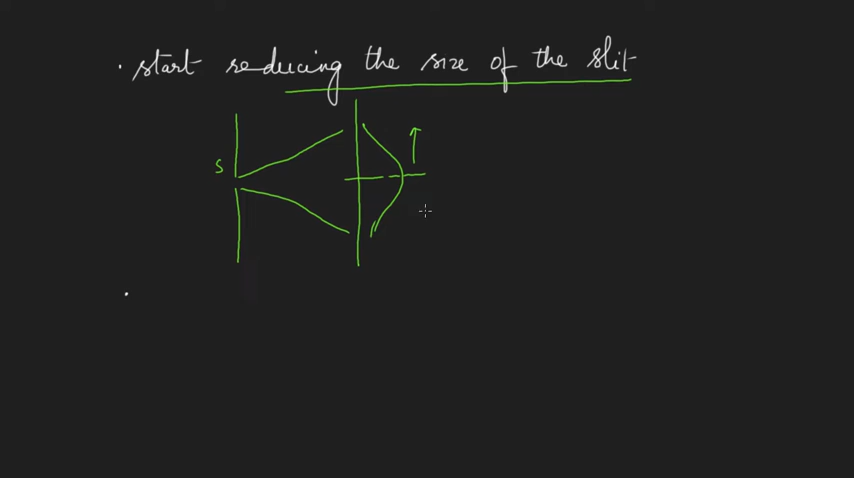 . start reducing the size of the slit
s
.